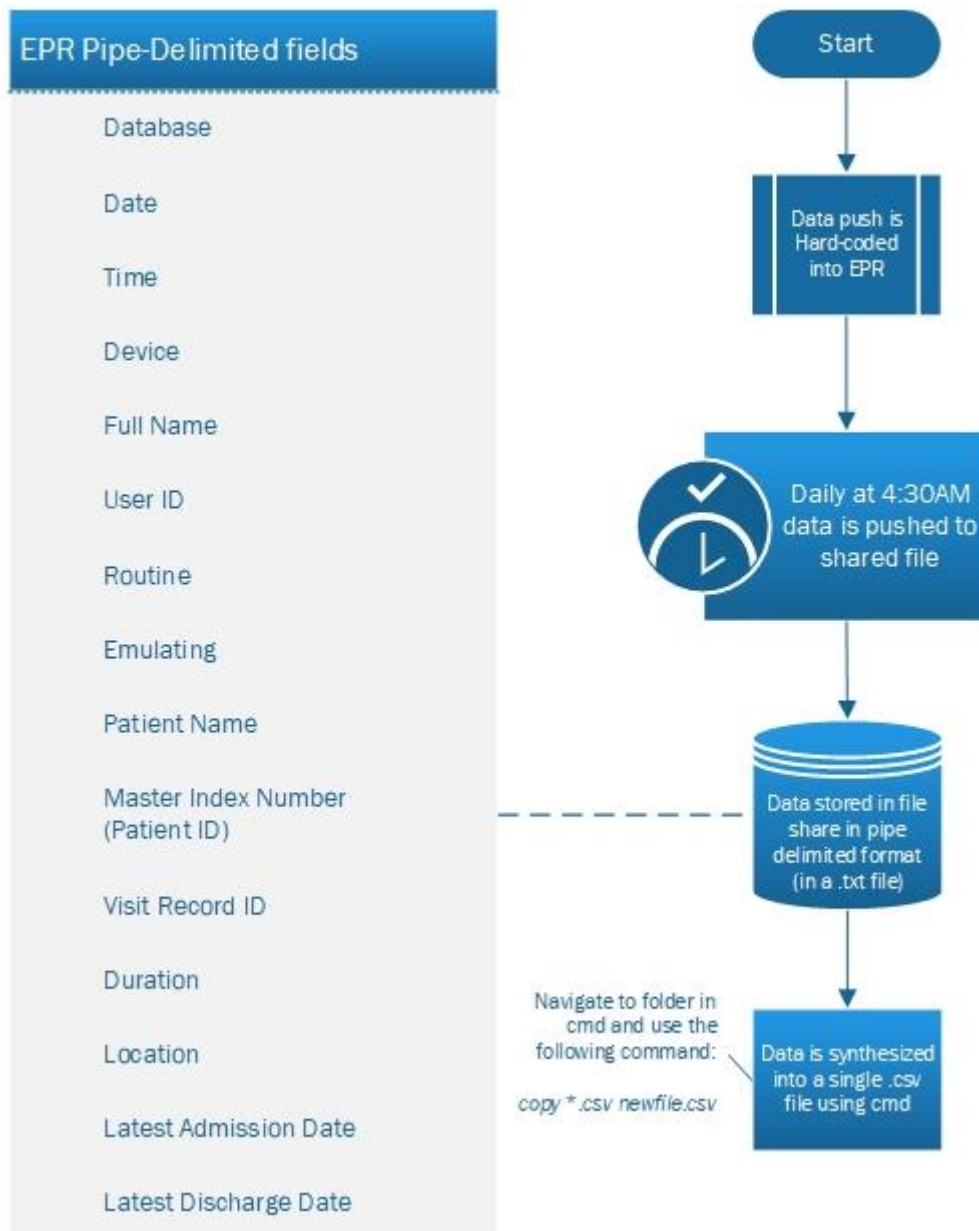 EPR Pipe-Delimited fields
Database
Date
Time
Device
Full Name
User ID
Routine
Emulating
Patient Name
Master Index Number
(Patient ID)
Visit Record ID
Duration
Location
Latest Admission Date
Latest Discharge Date
Start
Data push is
Hard-coded
into EPR
Daily at 4:30AM
data is pushed to
shared file
Data stored in file
share in pipe
delimited format
(in a .txt file)
Navigate to folder in
cmd and use the
following command:
copy *.csv newfile.csv
Data is synthesized
into a single .csv
file using cmd